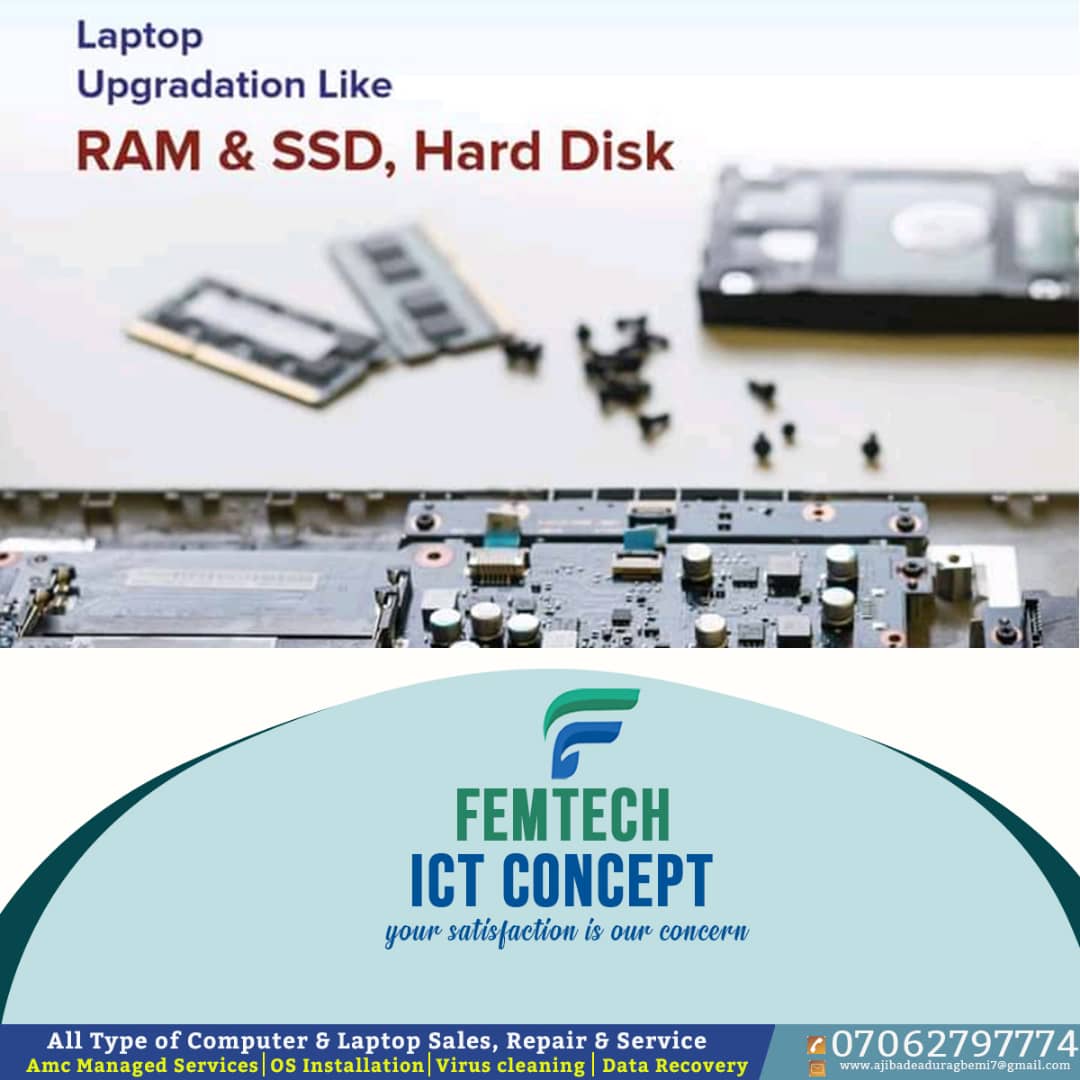 Laptop
Upgradation Like
RAM & SSD, Hard Disk
FEMTECH
ICT CONCEPT
your satisfaction is our concern
All Type of Computer & Laptop Sales, Repair & Service
Amc Managed Services|OS Installation|Virus cleaning | Data Recovery
07062797774
www.ajibadeaduragbemi7@gmail.com